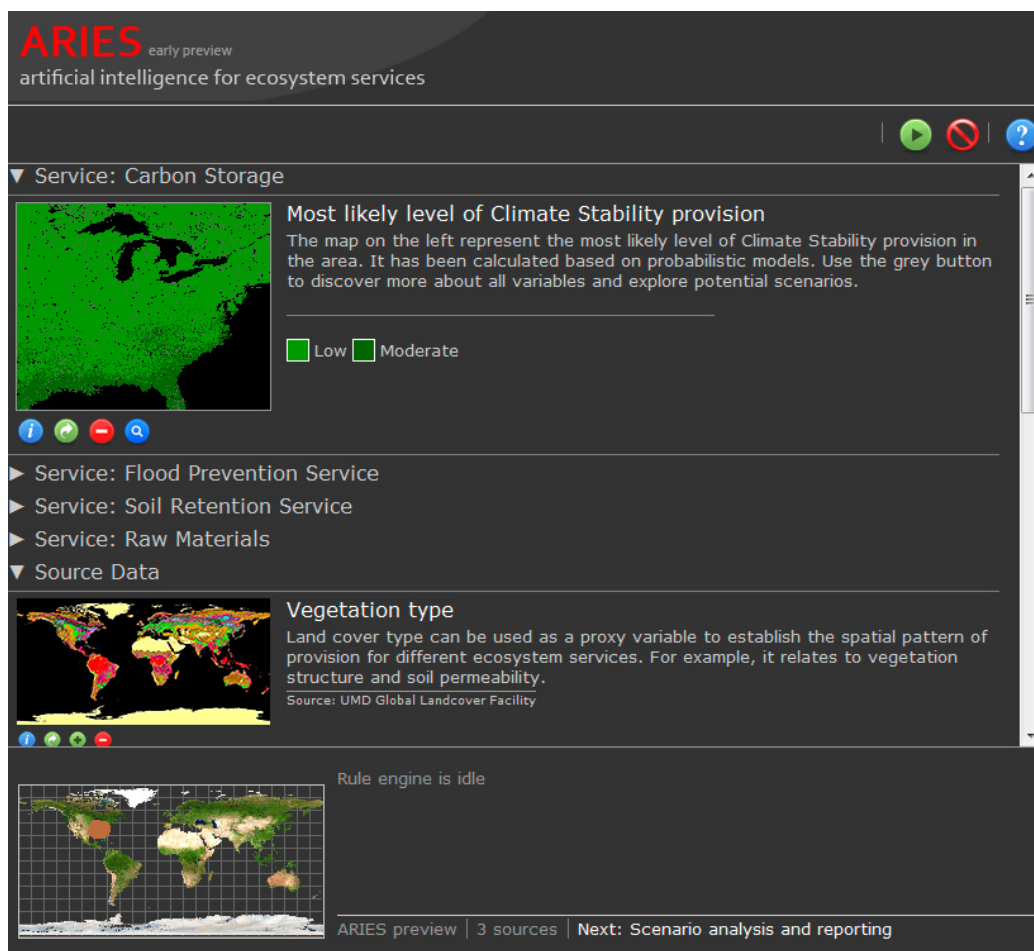 ARIES early preview
artificial intelligence for ecosystem services
?
Service: Carbon Storage
Most likely level of Climate Stability provision
The map on the left represent the most likely level of Climate Stability provision in
the area. It has been calculated based on probabilistic models. Use the grey button
to discover more about all variables and explore potential scenarios.
Low Moderate
i
Service: Flood Prevention Service
Service: Soil Retention Service
Service: Raw Materials
Source Data
Vegetation type
Land cover type can be used as a proxy variable to establish the spatial pattern of
provision for different ecosystem services. For example, it relates to vegetation
structure and soil permeability.
Source: UMD Global Landcover Facility
i
Rule engine is idle
ARIES preview | 3 sources | Next: Scenario analysis and reporting